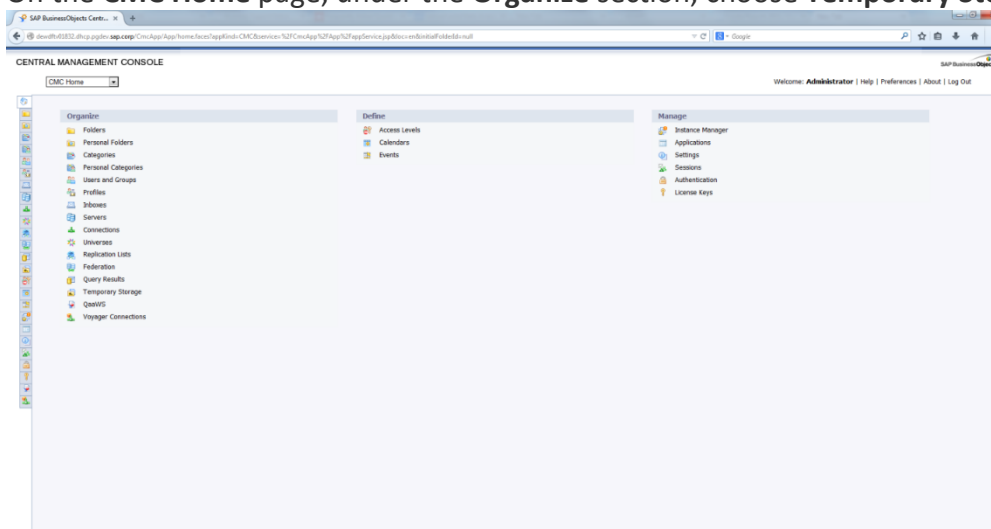 On the CMC Home page, under the Organize section, choose Temporary Sto
SAP BusinessObjects Centr...
Google
CENTRAL MANAGEMENT CONSOLE
SAP BusinessObjec
CMC Home
Welcome: Administrator | Help | Preferences | About | Log Out
Organize
Folders
Personal Folders
Categories
Personal Categories
Users and Groups
Profiles
Inboxes
Servers
Connections
Universes
Replication Lists
Federation
Query Results
Temporary Storage
QaaWS
Voyager Connections
Define
Access Levels
Calendars
Events
Manage
Instance Manager
Applications
Settings
Sessions
Authentication
License Keys